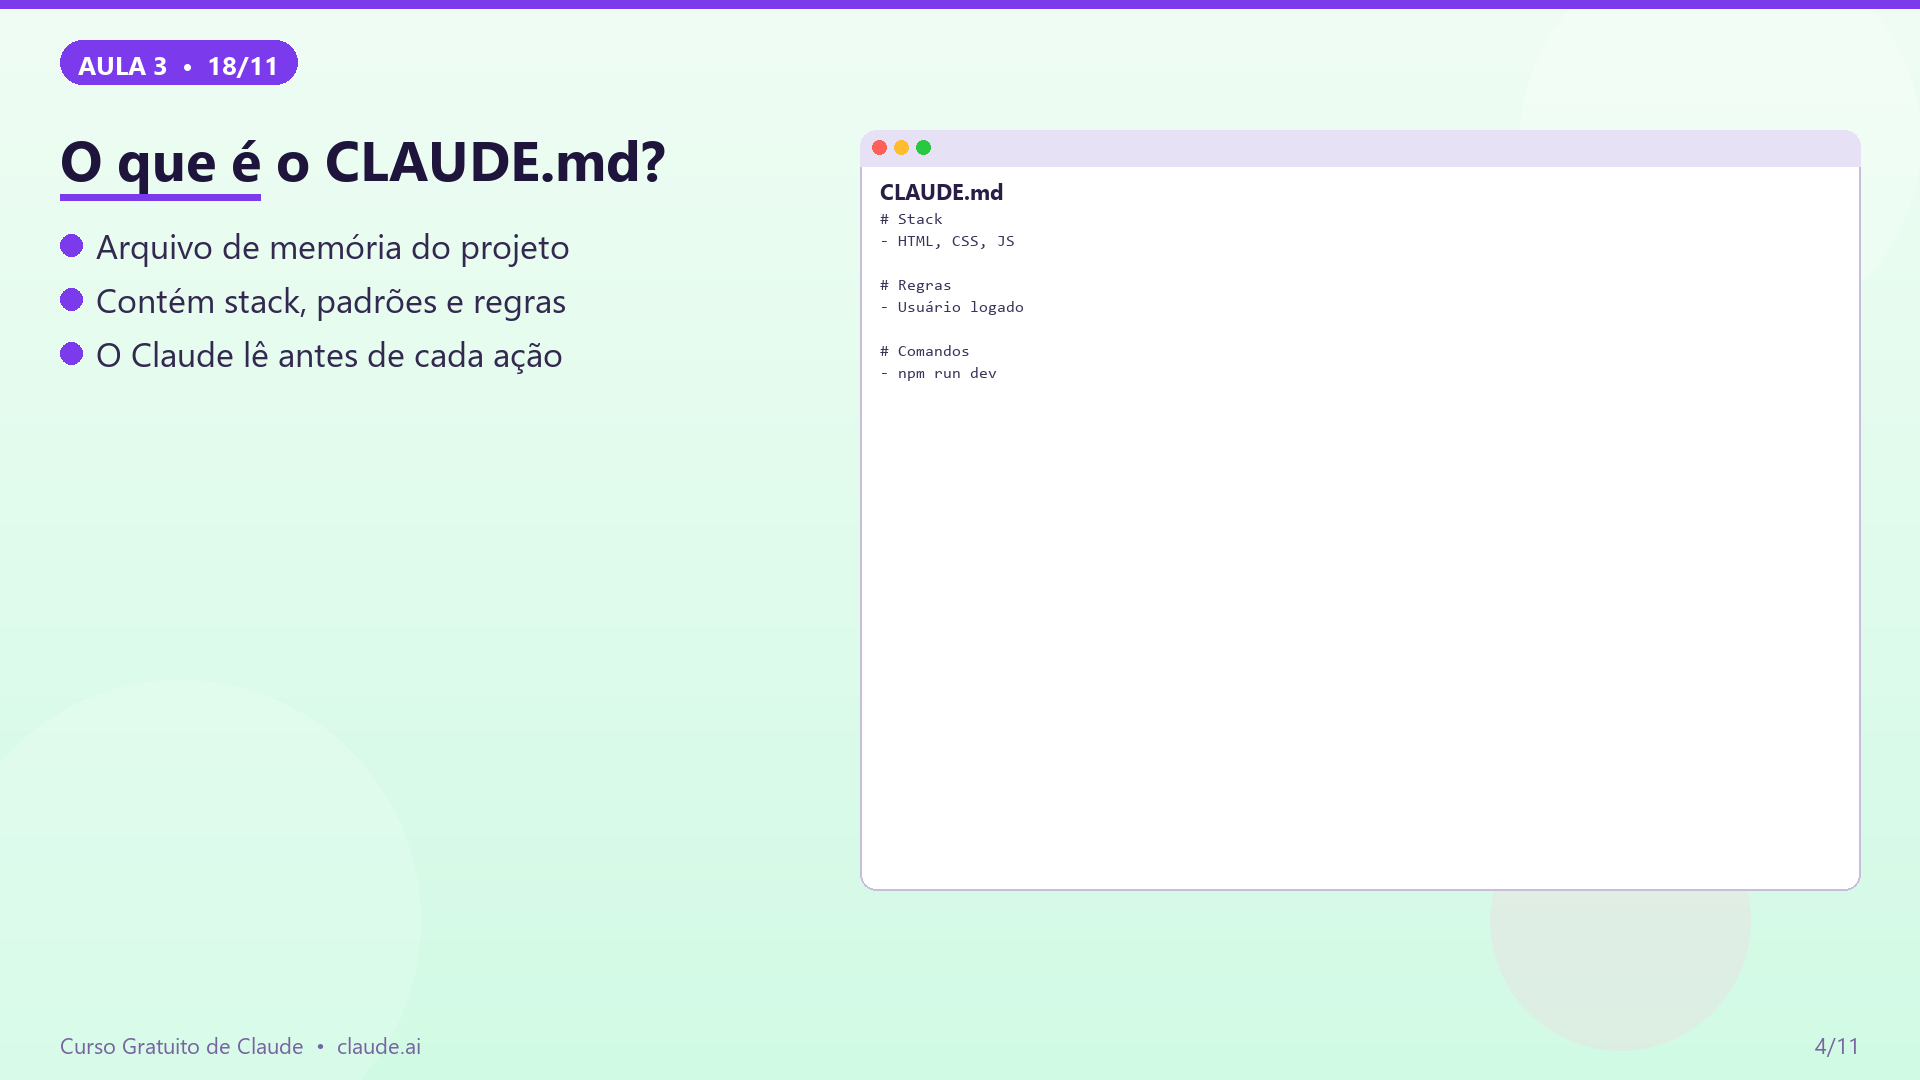 AULA 3 • 18/11
O que é o CLAUDE.md?
Arquivo de memória do projeto
Contém stack, padrões e regras
O Claude lê antes de cada ação
CLAUDE.md
# Stack
- HTML, CSS, JS
# Regras
- Usuário logado
# Comandos
- npm run dev
Curso Gratuito de Claude • claude.ai
4/11